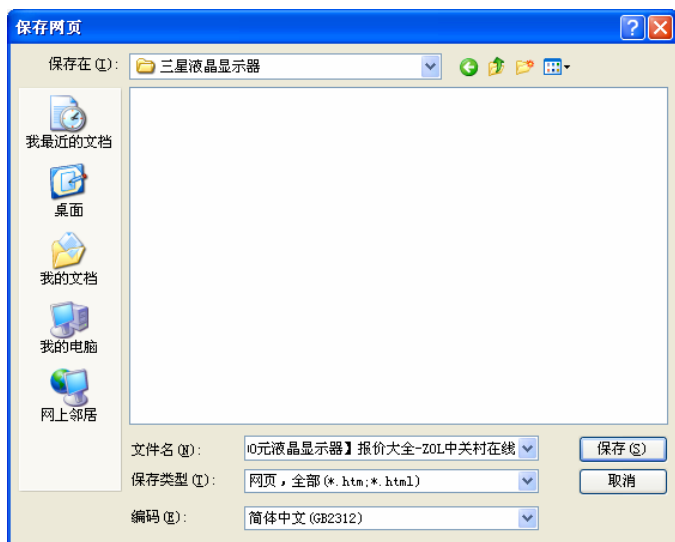 保存网页
保存在(I):
三星液晶显示器
我最近的文档
桌面
我的文档
我的电脑
网上邻居
文件名(N):
0元液晶显示器】报价大全-ZOL中关村在线
保存(S)
保存类型(T):
网页，全部(*.htm;*.html)
取消
编码(E):
简体中文(GB2312)